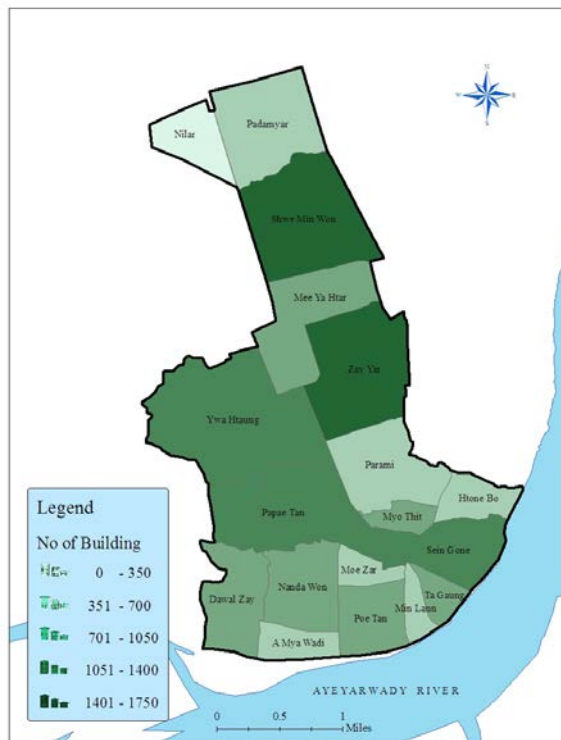 N
W
E
S
Nilar
Padamyar
Shwe Min Won
Mee Ya Htar
Zay Yin
Ywa Htaung
Parami
Htone Bo
Myo Thit
Papae Tan
Sein Gone
Moe Zar
Dawal Zay
Nanda Won
Ta Gaung
Poe Tan
Min Laun
A Mya Wadi
Legend
No of Building
0 - 350
351 - 700
701 - 1050
1051 - 1400
1401 - 1750
AYEYARWADY RIVER
0 0.5 1
Miles